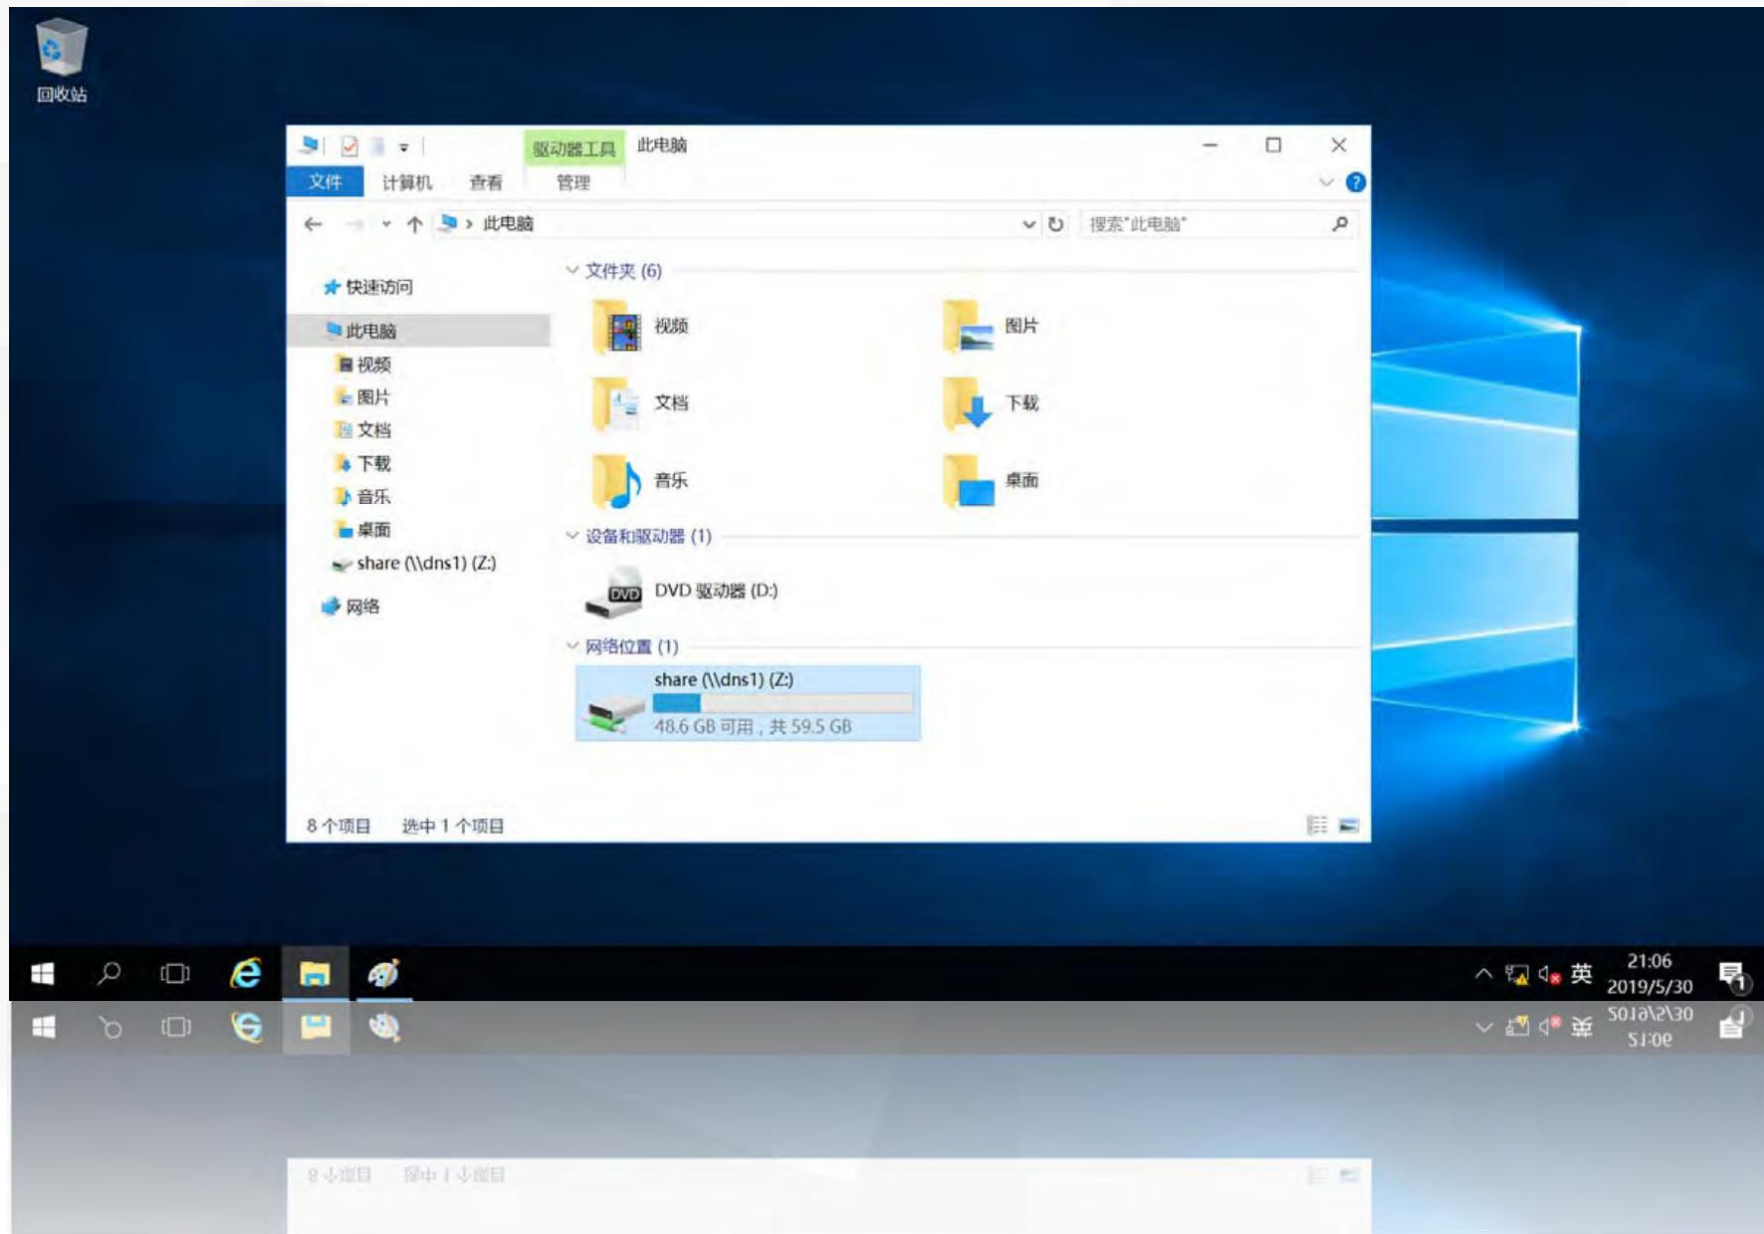 回收站
驱动器工具 此电脑
文件 计算机 查看 管理
此电脑 搜索"此电脑"
快速访问
此电脑
视频
图片
文档
下载
音乐
桌面
share (\\dns1) (Z:)
网络
文件夹 (6)
视频 图片
文档 下载
音乐 桌面
设备和驱动器 (1)
DVD 驱动器 (D:)
网络位置 (1)
share (\\dns1) (Z:)
48.6 GB 可用，共 59.5 GB
8 个项目 选中 1 个项目
英 21:06
2019/5/30
1